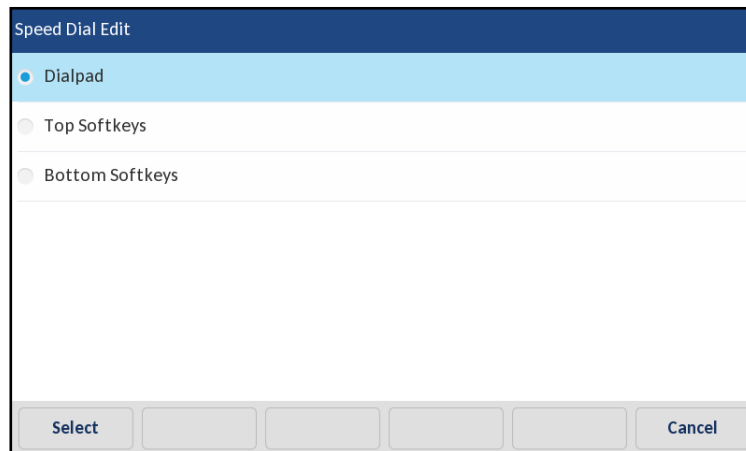 Speed Dial Edit
Dialpad
Top Softkeys
Bottom Softkeys
Select Cancel